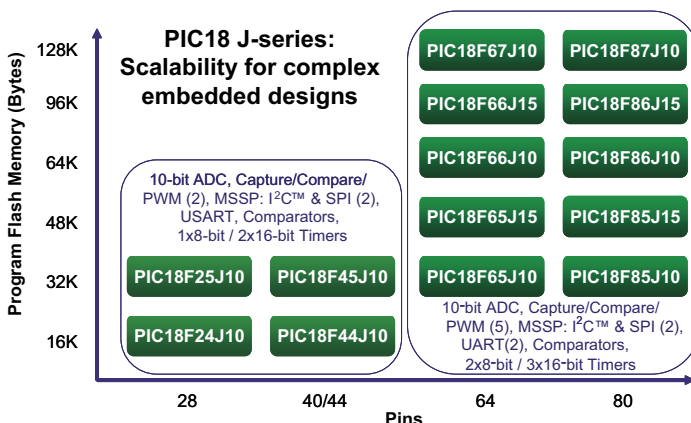 PIC18 J-series:
Scalability for complex
embedded designs
Program Flash Memory (Bytes)
128K
96K
64K
48K
32K
16K
10-bit ADC, Capture/Compare/
PWM (2), MSSP: I²C™ & SPI (2),
USART, Comparators,
1x8-bit / 2x16-bit Timers
PIC18F25J10 PIC18F45J10
PIC18F24J10 PIC18F44J10
PIC18F67J10 PIC18F87J10
PIC18F66J15 PIC18F86J15
PIC18F66J10 PIC18F86J10
PIC18F65J15 PIC18F85J15
PIC18F65J10 PIC18F85J10
10-bit ADC, Capture/Compare/
PWM (5), MSSP: I²C™ & SPI (2),
UART(2), Comparators,
2x8-bit / 3x16-bit Timers
28 40/44 64 80
Pins